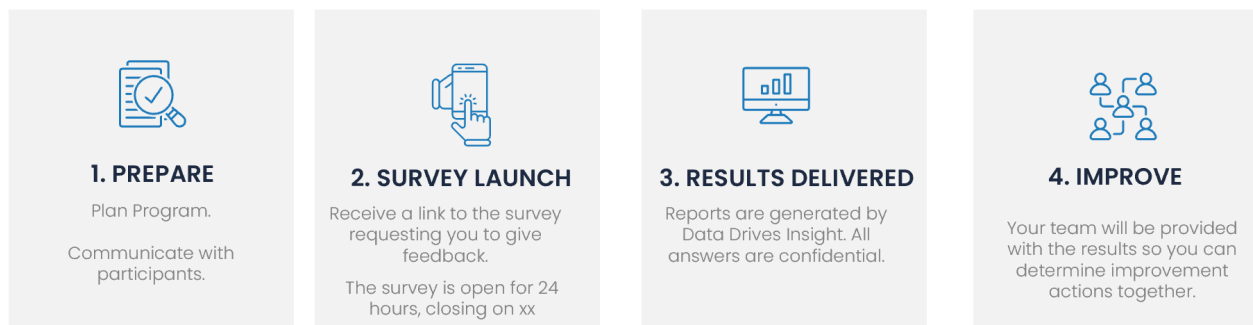 1. PREPARE
Plan Program.
Communicate with
participants.
2. SURVEY LAUNCH
Receive a link to the survey
requesting you to give
feedback.
The survey is open for 24
hours, closing on xx
3. RESULTS DELIVERED
Reports are generated by
Data Drives Insight. All
answers are confidential.
4. IMPROVE
Your team will be provided
with the results so you can
determine improvement
actions together.